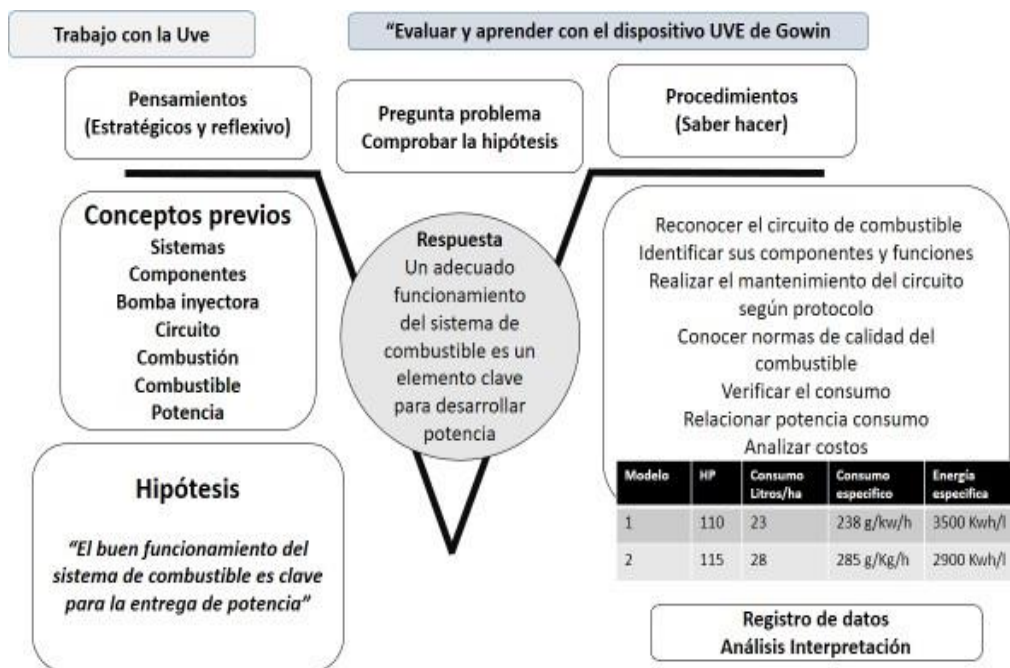 Trabajo con la Uve
“Evaluar y aprender con el dispositivo UVE de Gowin
Pensamientos
(Estratégicos y reflexivo)
Pregunta problema
Comprobar la hipótesis
Procedimientos
(Saber hacer)
Conceptos previos
Sistemas
Componentes
Bomba inyectora
Circuito
Combustión
Combustible
Potencia
Respuesta
Un adecuado
funcionamiento
del sistema de
combustible es un
elemento clave
para desarrollar
potencia
Reconocer el circuito de combustible
Identificar sus componentes y funciones
Realizar el mantenimiento del circuito
según protocolo
Conocer normas de calidad del
combustible
Verificar el consumo
Relacionar potencia consumo
Analizar costos
Modelo HP Consumo Litros/ha Consumo especifico Energía especifica
1 110 23 238 g/kw/h 3500 Kwh/l
2 115 28 285 g/Kg/h 2900 Kwh/l
Hipótesis
“El buen funcionamiento del
sistema de combustible es clave
para la entrega de potencia”
Registro de datos
Análisis Interpretación